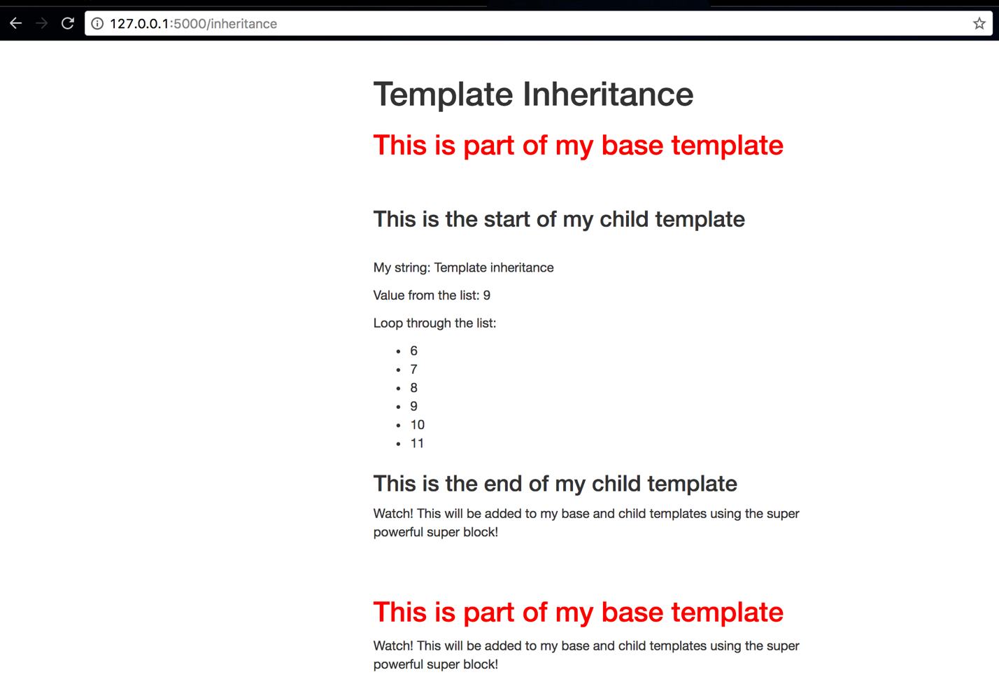 127.0.0.1:5000/inheritance
Template Inheritance
This is part of my base template
This is the start of my child template
My string: Template inheritance
Value from the list: 9
Loop through the list:
• 6
• 7
• 8
• 9
• 10
• 11
This is the end of my child template
Watch! This will be added to my base and child templates using the super
powerful super block!
This is part of my base template
Watch! This will be added to my base and child templates using the super
powerful super block!